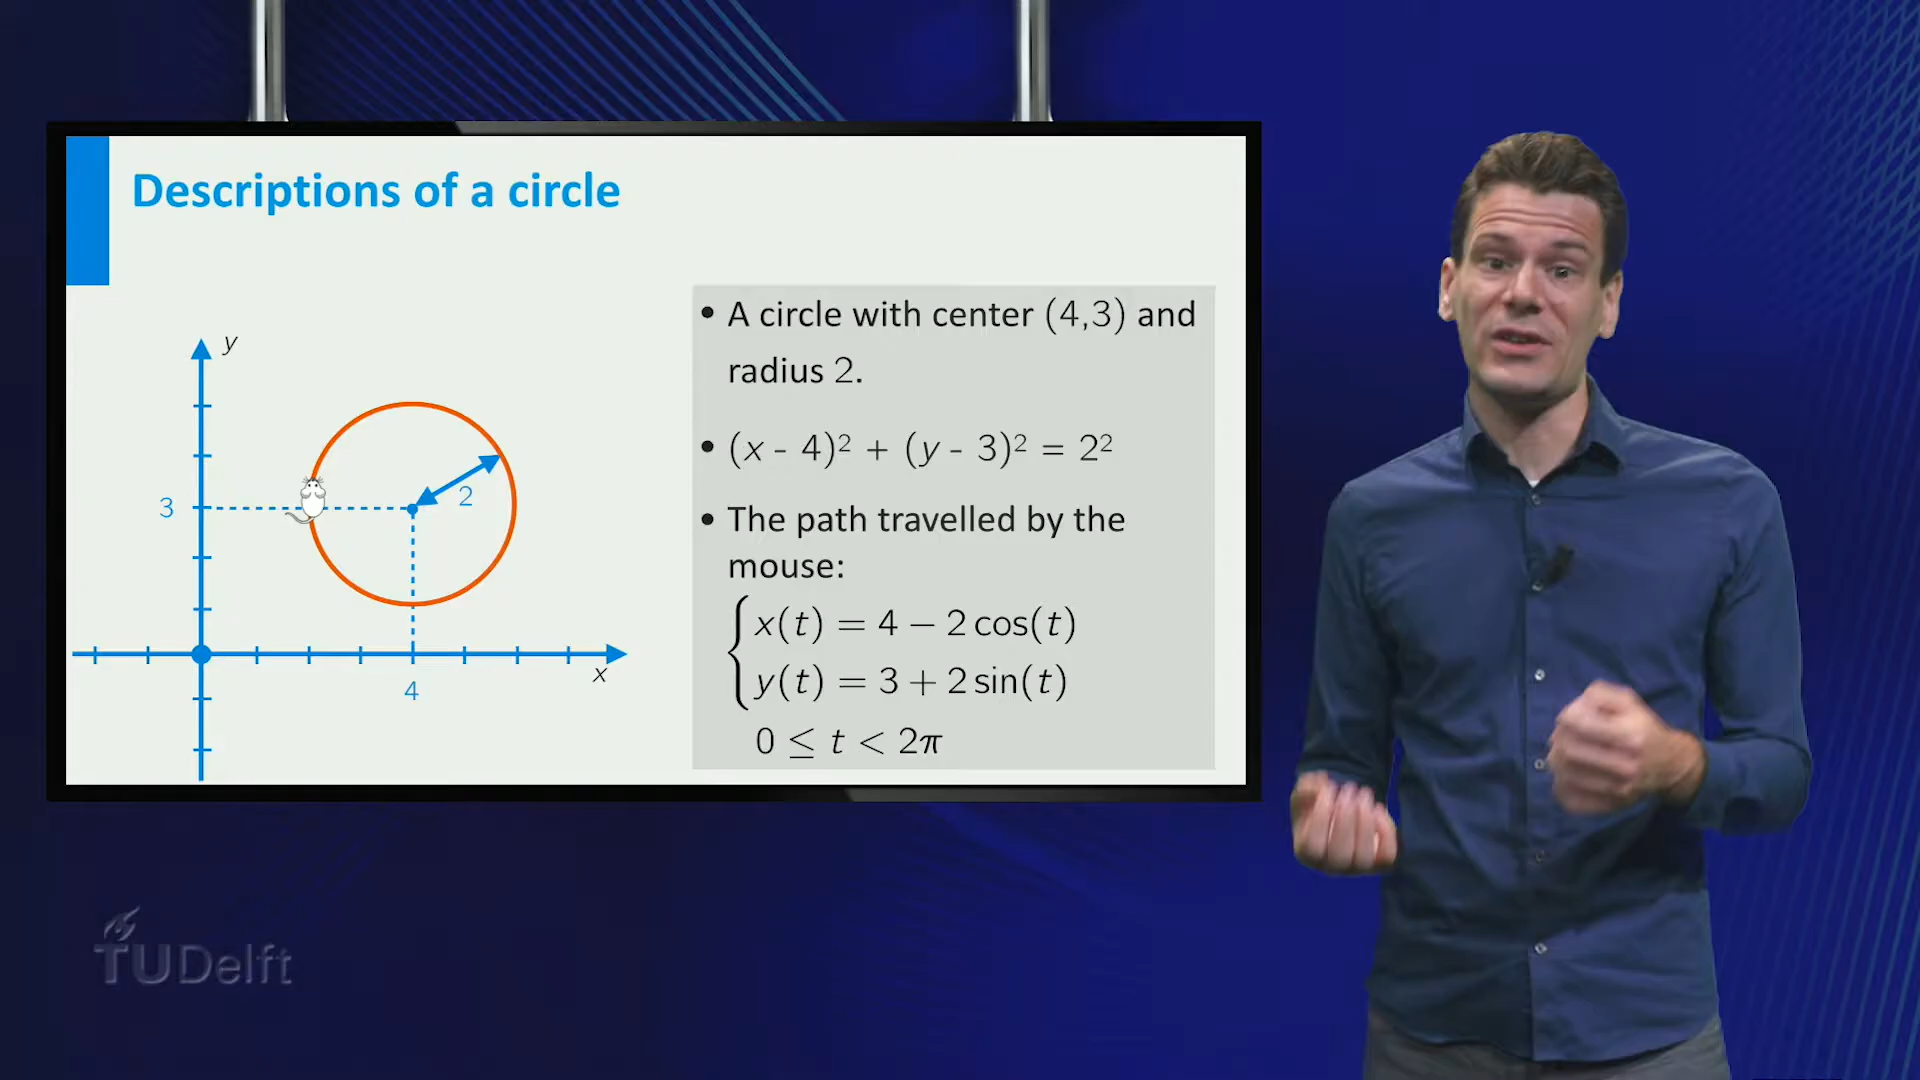 Descriptions of a circle
y
3
2
4
x
• A circle with center (4,3) and
radius 2.
• (x - 4)² + (y - 3)² = 2²
• The path travelled by the
mouse:
x(t) = 4 − 2 cos(t)
y(t) = 3 + 2 sin(t)
0 ≤ t < 2π
TUDelft